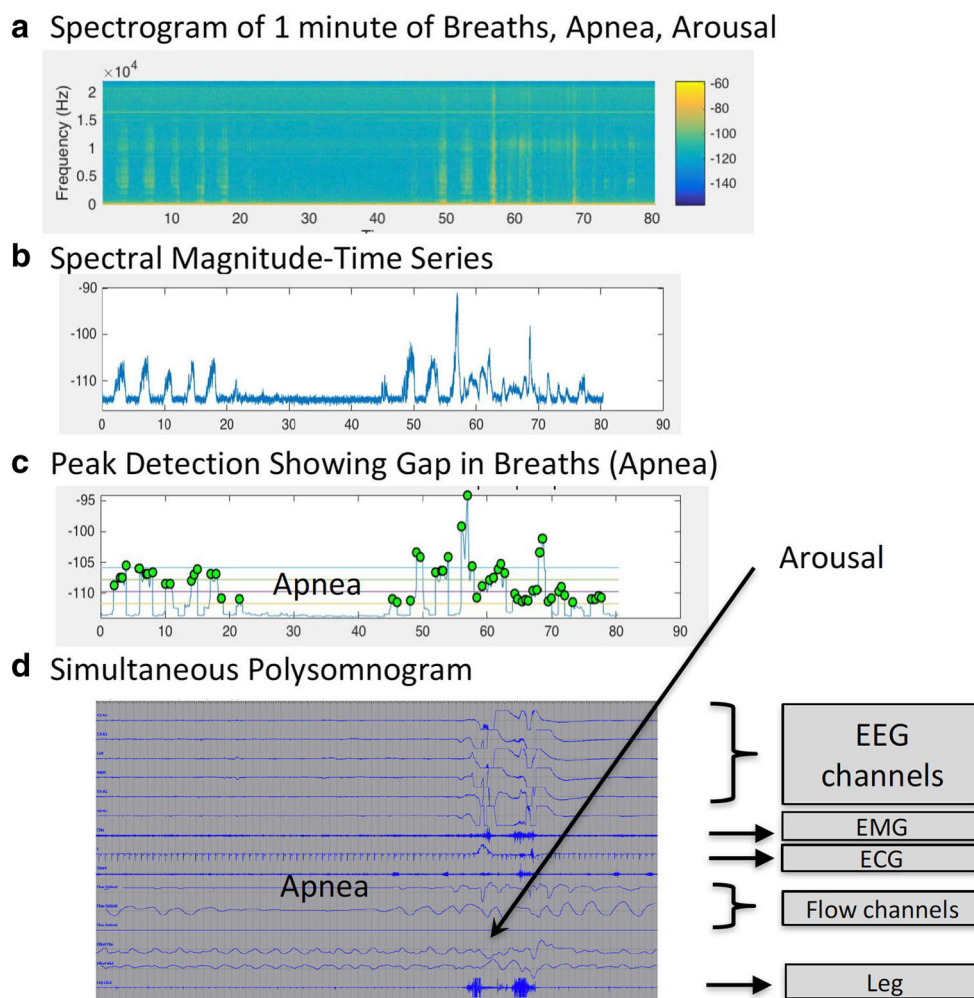 a Spectrogram of 1 minute of Breaths, Apnea, Arousal
×10⁴
2
1.5
1
0.5
0
Frequency (Hz)
10 20 30 40 50 60 70 80
-60
-80
-100
-120
-140
b Spectral Magnitude-Time Series
-90
-100
-110
0 10 20 30 40 50 60 70 80 90
c Peak Detection Showing Gap in Breaths (Apnea)
-95
-100
-105
-110
Apnea
0 10 20 30 40 50 60 70 80 90
Arousal
d Simultaneous Polysomnogram
EEG
channels
EMG
ECG
Apnea
Flow channels
Leg